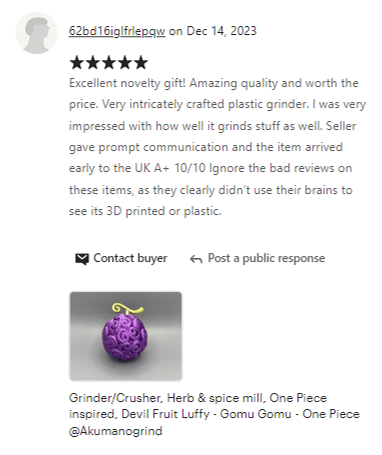 62bd16iglfrlepqw on Dec 14, 2023
Excellent novelty gift! Amazing quality and worth the
price. Very intricately crafted plastic grinder. I was very
impressed with how well it grinds stuff as well. Seller
gave prompt communication and the item arrived
early to the UK A+ 10/10 Ignore the bad reviews on
these items, as they clearly didn't use their brains to
see its 3D printed or plastic.
Contact buyer Post a public response
Grinder/Crusher, Herb & spice mill, One Piece
inspired, Devil Fruit Luffy - Gomu Gomu - One Piece
@Akumanogrind